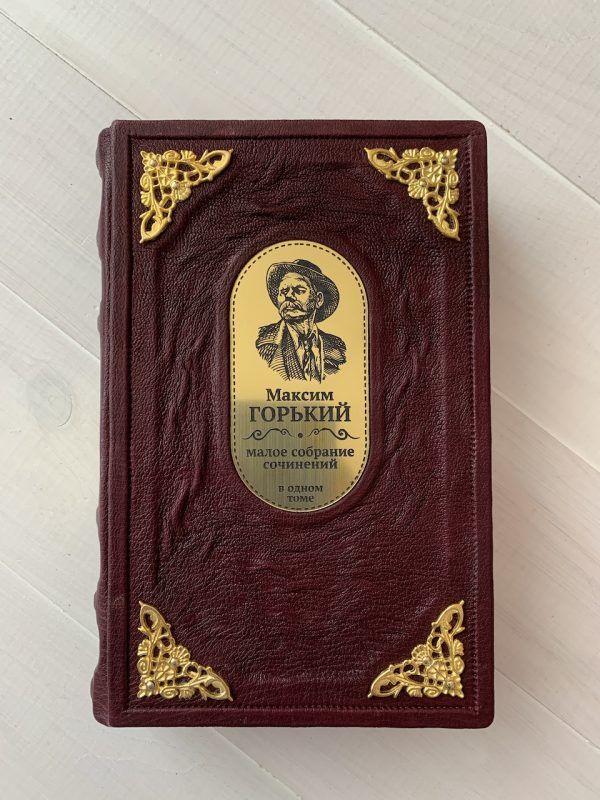 Максим
ГОРЬКИЙ
малое собрание
сочинений
в одном
томе